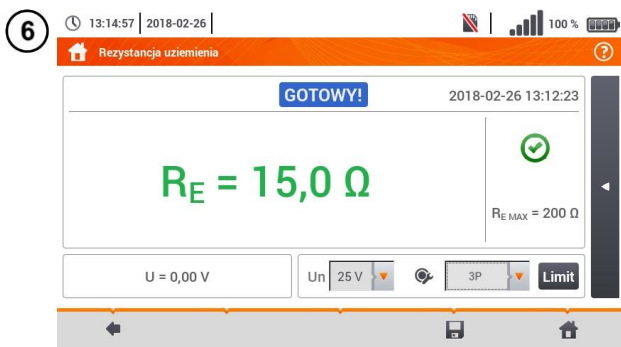 6
13:14:57 2018-02-26 100 %
Rezystancja uziemienia ?
GOTOWY! 2018-02-26 13:12:23
RE = 15,0 Ω
RE MAX = 200 Ω
U = 0,00 V Un 25 V 3P Limit